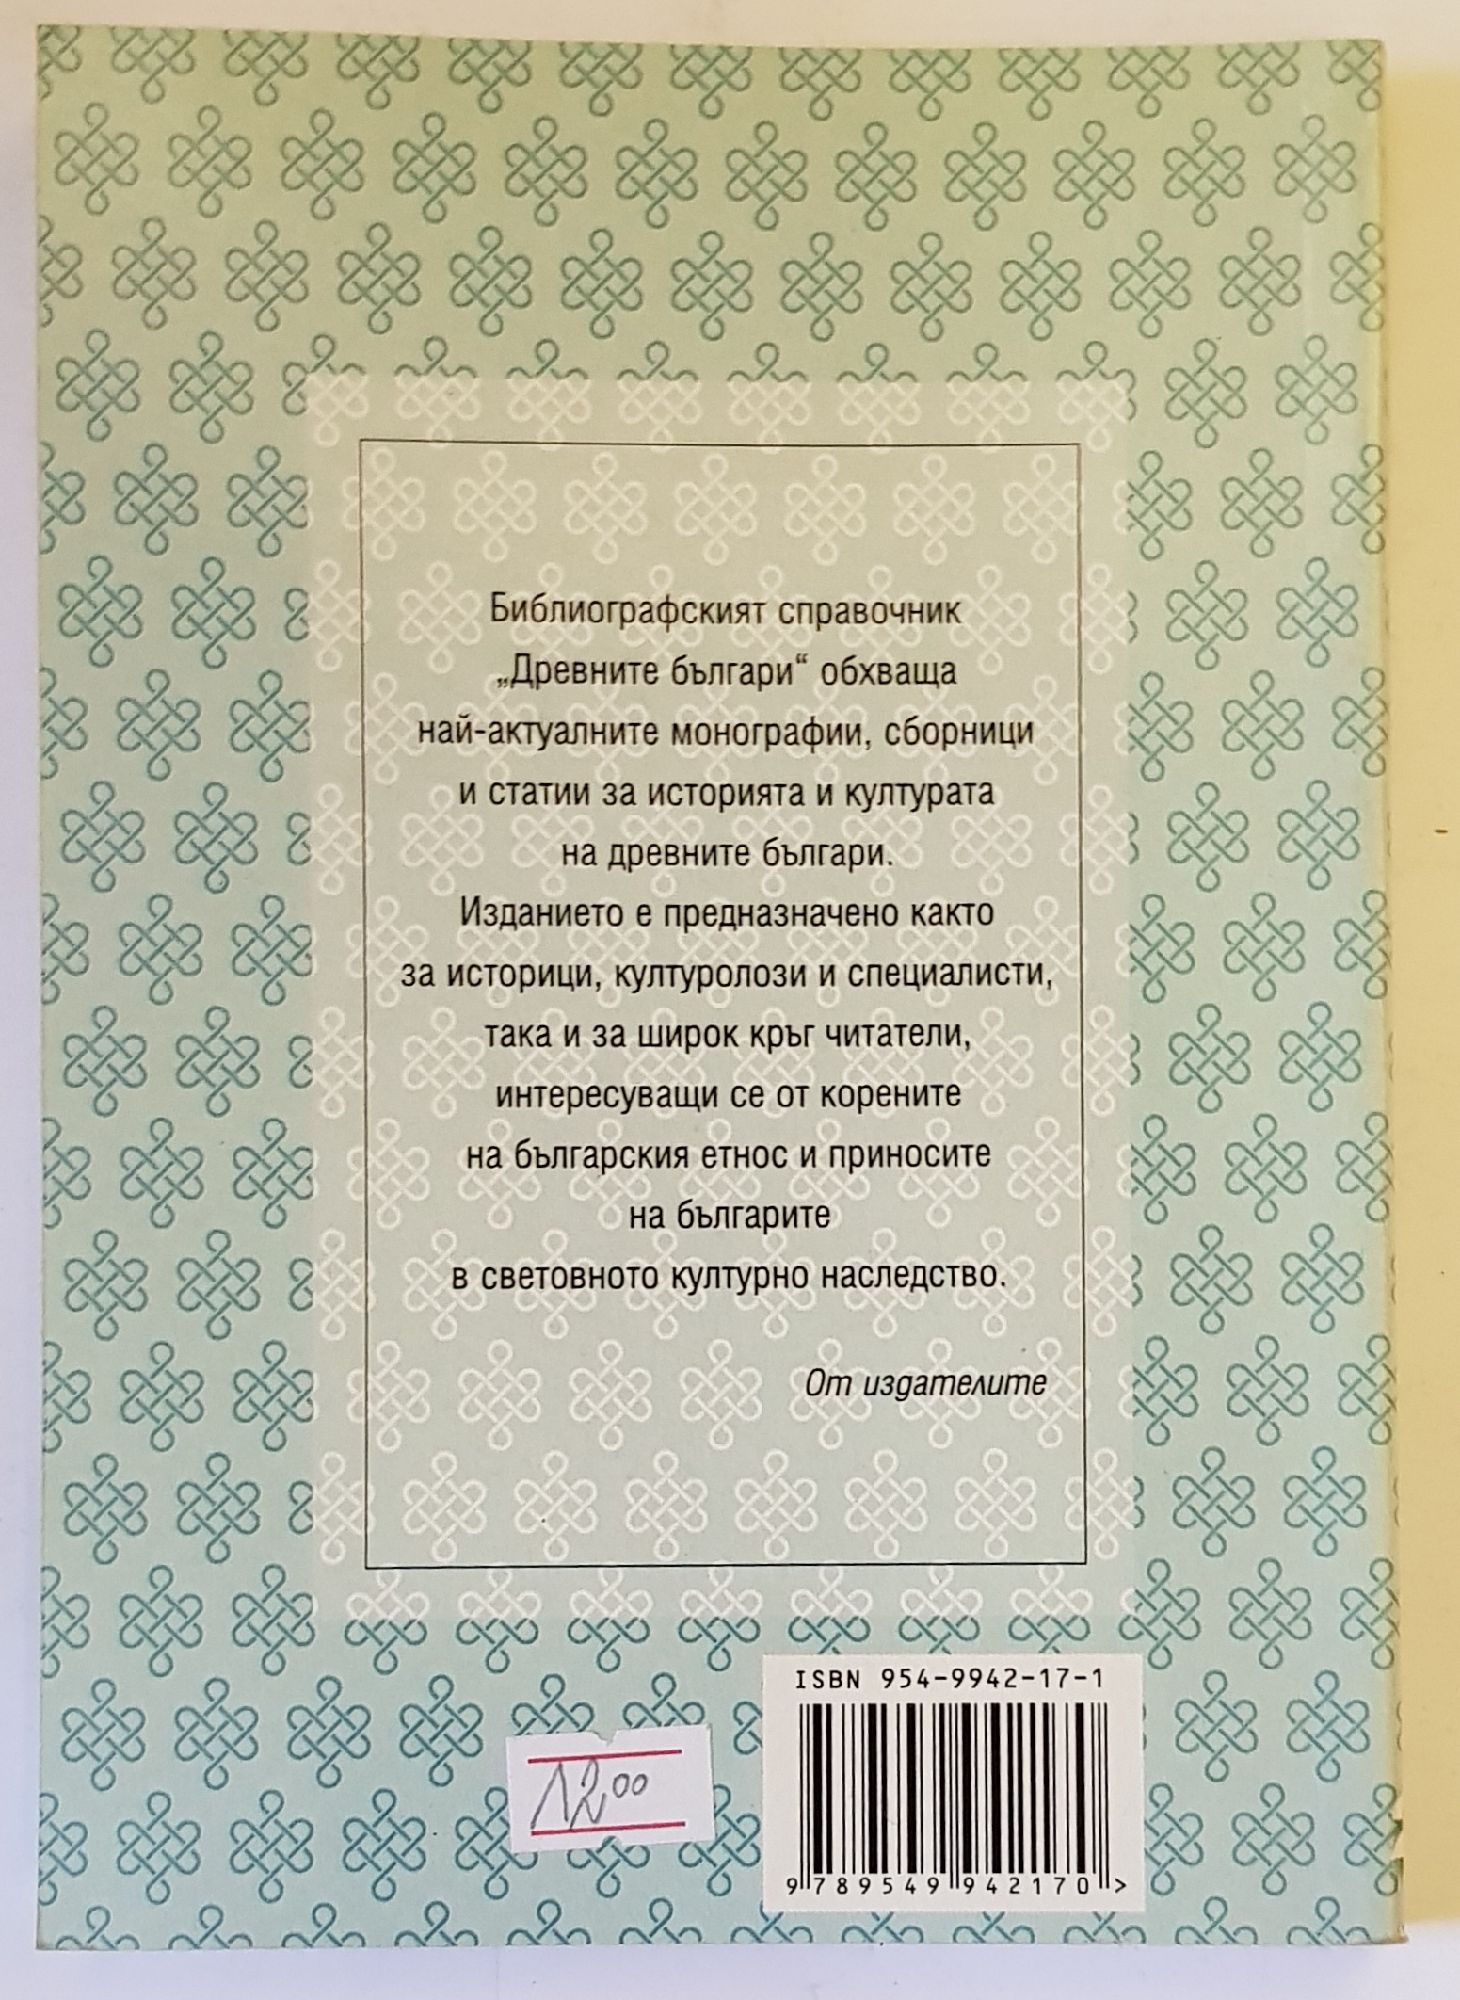 Библиографският справочник
„Древните българи“ обхваща
най-актуалните монографии, сборници
и статии за историята и културата
на древните българи.
Изданието е предназначено както
за историци, културолози и специалисти,
така и за широк кръг читатели,
интересуващи се от корените
на българския етнос и приносите
на българите
в световното културно наследство.
От издателите
ISBN 954-9942-17-1
9 789549 942170 >
12 00